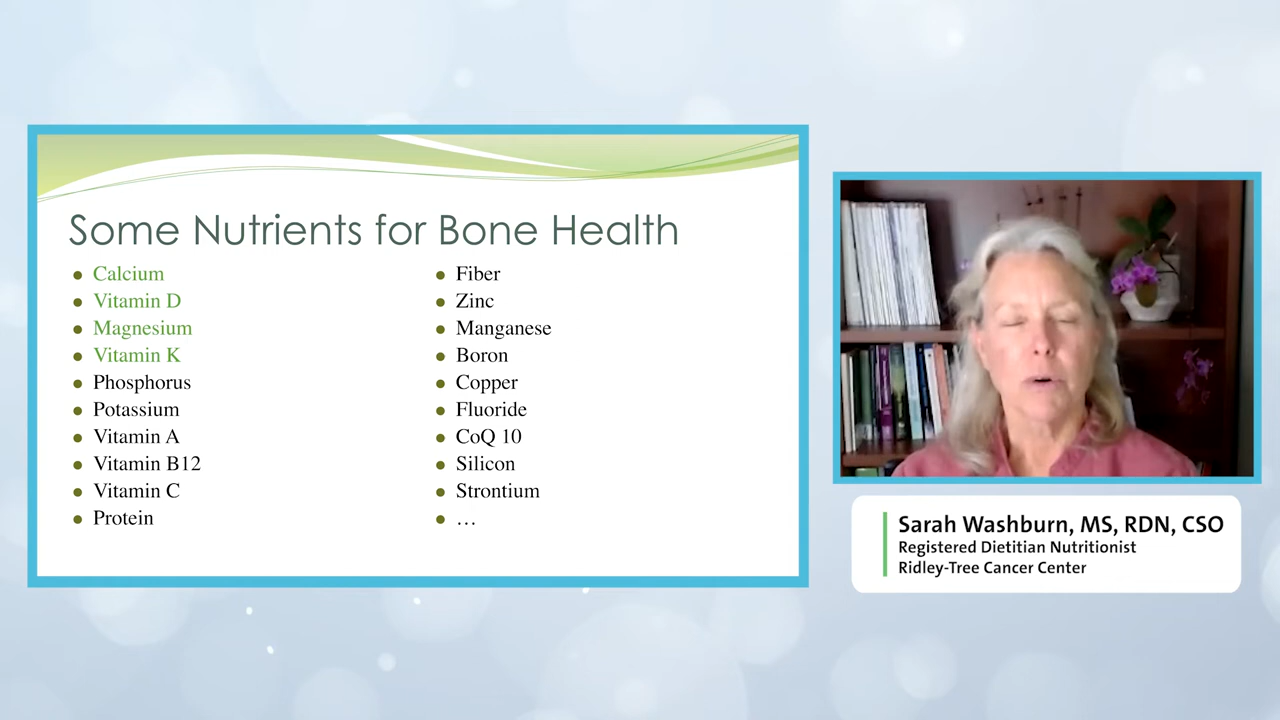 Some Nutrients for Bone Health
Calcium
Vitamin D
Magnesium
Vitamin K
Phosphorus
Potassium
Vitamin A
Vitamin B12
Vitamin C
Protein
Fiber
Zinc
Manganese
Boron
Copper
Fluoride
CoQ 10
Silicon
Strontium
…
Sarah Washburn, MS, RDN, CSO
Registered Dietitian Nutritionist
Ridley-Tree Cancer Center